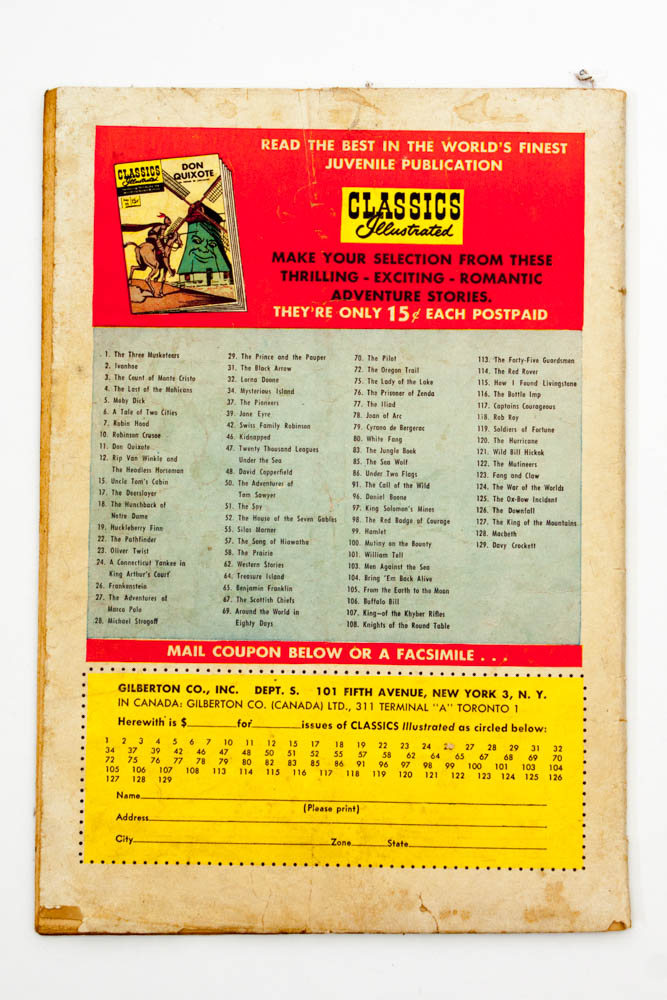 READ THE BEST IN THE WORLD'S FINEST
JUVENILE PUBLICATION
CLASSICS
Illustrated
DON
QUIXOTE
15¢
CLASSICS
Illustrated
MAKE YOUR SELECTION FROM THESE
THRILLING - EXCITING - ROMANTIC
ADVENTURE STORIES.
THEY'RE ONLY 15¢ EACH POSTPAID
1. The Three Musketeers
2. Ivanhoe
3. The Count of Monte Cristo
4. The Last of the Mohicans
5. Moby Dick
6. A Tale of Two Cities
7. Robin Hood
10. Robinson Crusoe
11. Don Quixote
12. Rip Van Winkle and
The Headless Horseman
15. Uncle Tom's Cabin
17. The Deerslayer
18. The Hunchback of
Notre Dame
19. Huckleberry Finn
22. The Pathfinder
23. Oliver Twist
24. A Connecticut Yankee in
King Arthur's Court
26. Frankenstein
27. The Adventures of
Marco Polo
28. Michael Strogoff
29. The Prince and the Pauper
31. The Black Arrow
32. Lorna Doone
34. Mysterious Island
37. The Pioneers
39. Jane Eyre
42. Swiss Family Robinson
46. Kidnapped
47. Twenty Thousand Leagues
Under the Sea
48. David Copperfield
50. The Adventures of
Tom Sawyer
51. The Spy
52. The House of the Seven Gables
55. Silas Marner
57. The Song of Hiawatha
58. The Prairie
62. Western Stories
64. Treasure Island
65. Benjamin Franklin
67. The Scottish Chiefs
69. Around the World in
Eighty Days
70. The Pilot
72. The Oregon Trail
75. The Lady of the Lake
76. The Prisoner of Zenda
77. The Iliad
78. Joan of Arc
79. Cyrano de Bergerac
80. White Fang
83. The Jungle Book
85. The Sea Wolf
86. Under Two Flags
91. The Call of the Wild
96. Daniel Boone
97. King Solomon's Mines
98. The Red Badge of Courage
99. Hamlet
100. Mutiny on the Bounty
101. William Tell
103. Men Against the Sea
104. Bring 'Em Back Alive
105. From the Earth to the Moon
106. Buffalo Bill
107. King—of the Khyber Rifles
108. Knights of the Round Table
113. The Forty-Five Guardsmen
114. The Red Rover
115. How I Found Livingstone
116. The Bottle Imp
117. Captains Courageous
118. Rob Roy
119. Soldiers of Fortune
120. The Hurricane
121. Wild Bill Hickok
122. The Mutineers
123. Fang and Claw
124. The War of the Worlds
125. The Ox-Bow Incident
126. The Downfall
127. The King of the Mountains
128. Macbeth
129. Davy Crockett
MAIL COUPON BELOW OR A FACSIMILE . . .
GILBERTON CO., INC. DEPT. S. 101 FIFTH AVENUE, NEW YORK 3, N. Y.
IN CANADA: GILBERTON CO. (CANADA) LTD., 311 TERMINAL "A" TORONTO 1
Herewith is $ for issues of CLASSICS Illustrated as circled below:
1 2 3 4 5 6 7 10 11 12 15 17 18 19 22 23 24 26 27 28 29 31 32
34 37 39 42 46 47 48 50 51 52 55 57 58 62 64 65 67 69 70
72 75 76 77 78 79 80 83 85 86 91 96 97 98 99 100 101 103 104
105 106 107 108 113 114 115 116 117 118 119 120 121 122 123 124 125 126
127 128 129
Name
(Please print)
Address
City Zone State